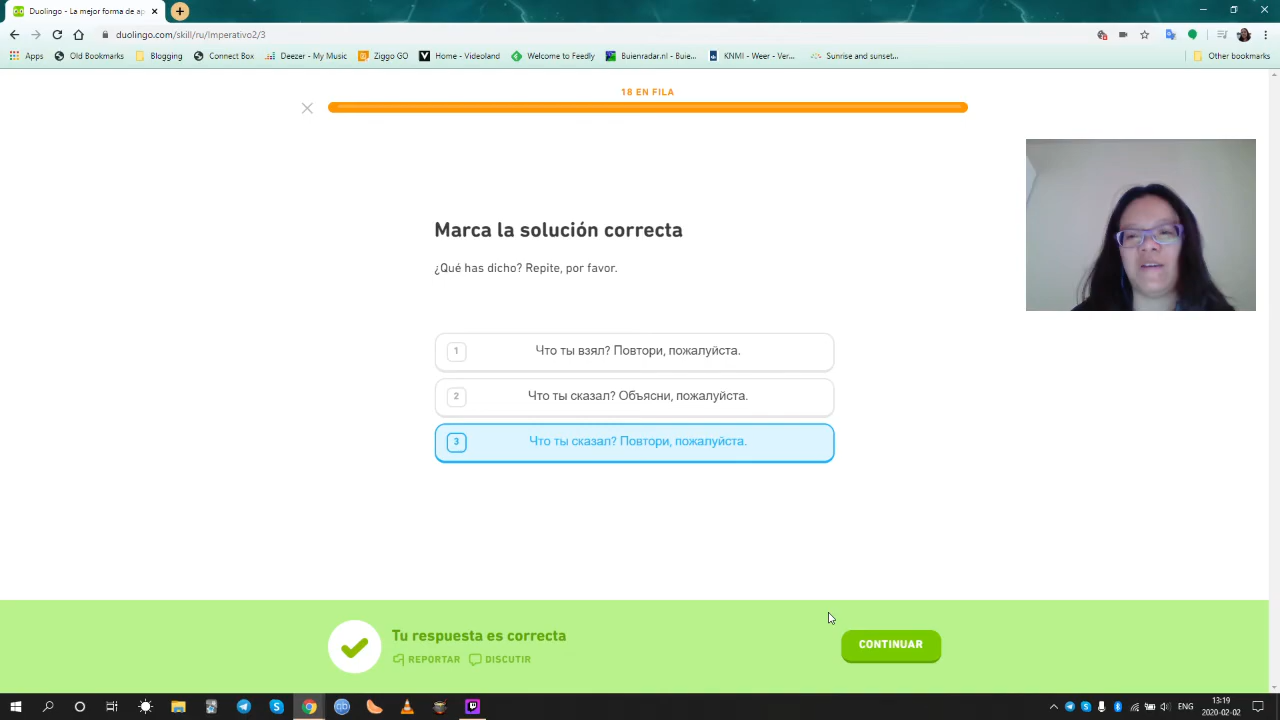 Duolingo - La mejor forma de ap
duolingo.com/skill/ru/Imperativo2/3
Apps Old Bookmarks Blogging Connect Box Deezer - My Music Ziggo GO Home - Videoland Welcome to Feedly Buienradar.nl - Buie... KNMI - Weer - Ver... Sunrise and sunset... Other bookmarks
18 EN FILA
Marca la solución correcta
¿Qué has dicho? Repite, por favor.
1 Что ты взял? Повтори, пожалуйста.
2 Что ты сказал? Объясни, пожалуйста.
3 Что ты сказал? Повтори, пожалуйста.
Tu respuesta es correcta
REPORTAR DISCUTIR
CONTINUAR
ENG
13:19
2020-02-02